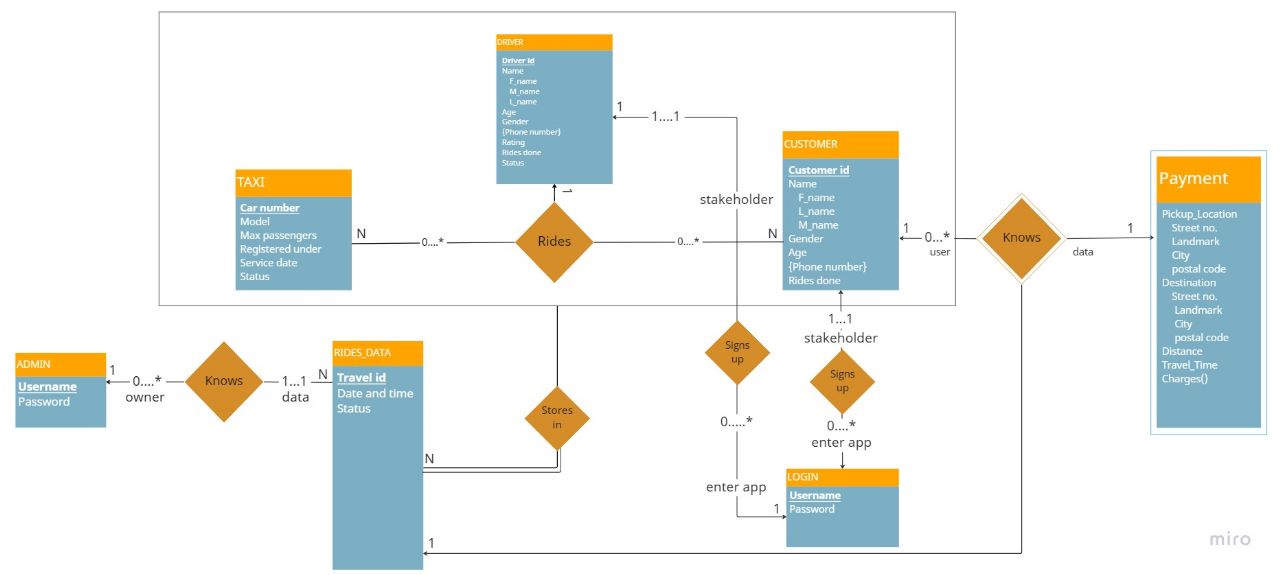 DRIVER
Driver id
Name
F_name
M_name
L_name
Age
Gender
{Phone number}
Rating
Rides done
Status
1
1....1
stakeholder
TAXI
Car number
Model
Max passengers
Registered under
Service date
Status
N
0....*
1
Rides
0....*
N
CUSTOMER
Customer id
Name
F_name
L_name
M_name
Gender
Age
{Phone number}
Rides done
1
0...*
user
Knows
data
1
Payment
Pickup_Location
Street no.
Landmark
City
postal code
Destination
Street no.
Landmark
City
postal code
Distance
Travel_Time
Charges()
ADMIN
Username
Password
1
0....*
owner
Knows
1...1
data
N
RIDES_DATA
Travel id
Date and time
Status
N
1
Stores
in
Signs
up
0.....*
enter app
1
1...1
stakeholder
Signs
up
0....*
enter app
LOGIN
Username
Password
miro